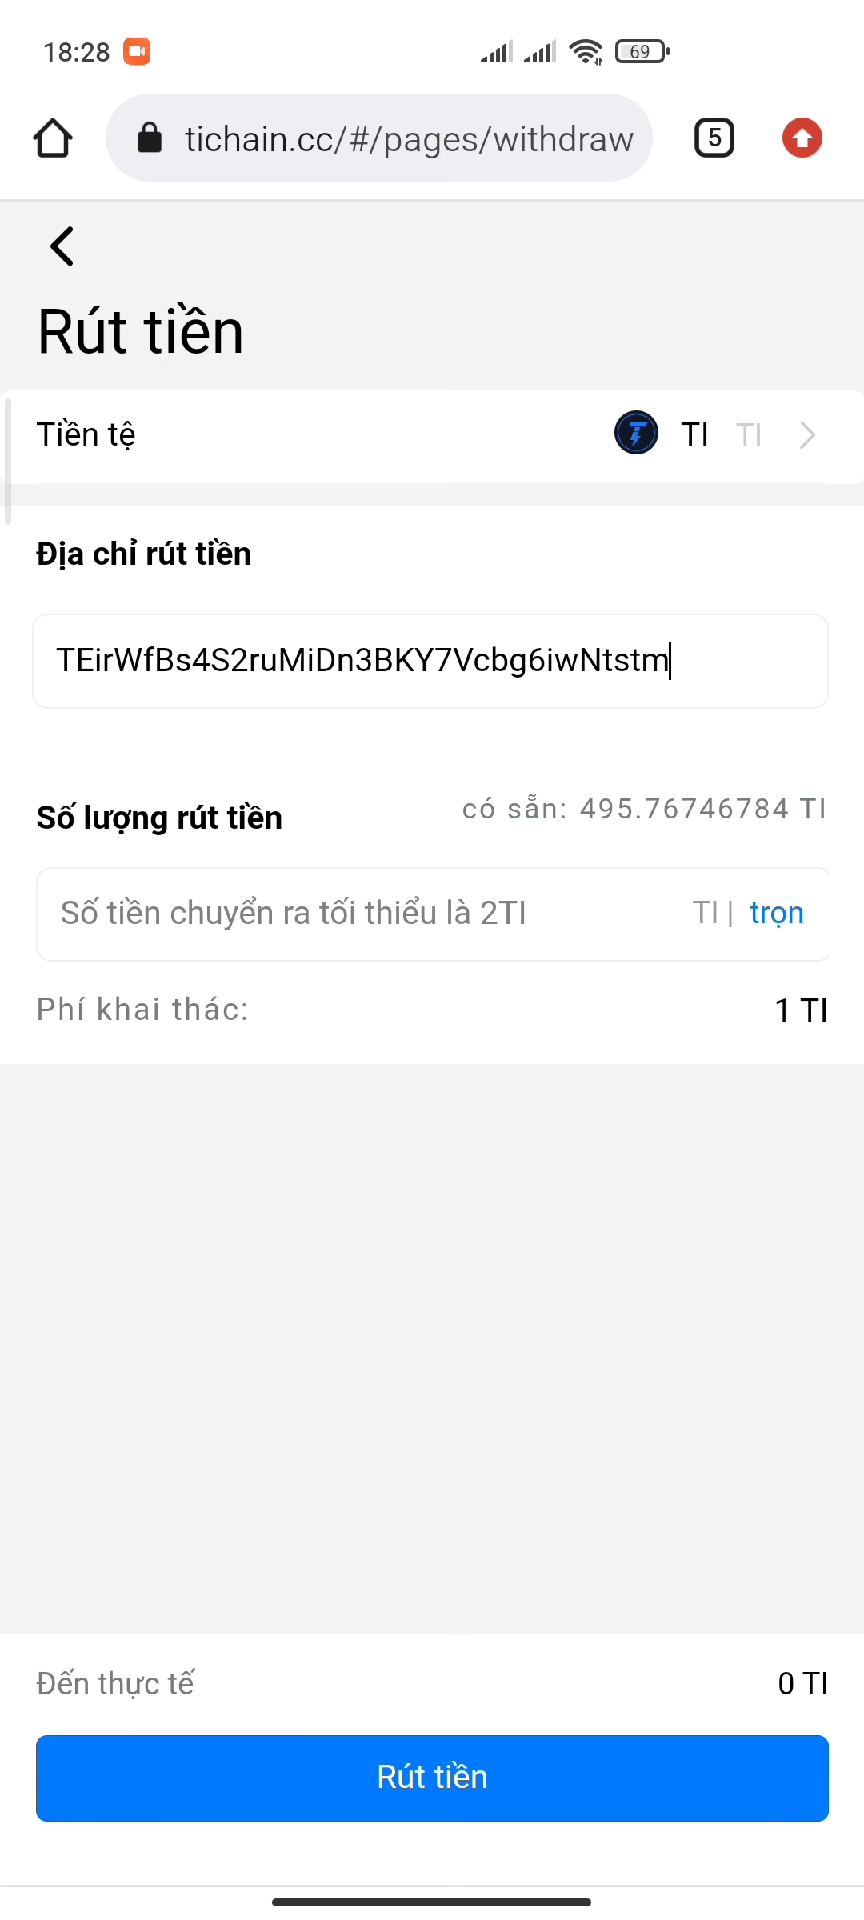 18:28
69
tichain.cc/#/pages/withdraw
5
Rút tiền
Tiền tệ TI TI
Địa chỉ rút tiền
TEirWfBs4S2ruMiDn3BKY7Vcbg6iwNtstm
Số lượng rút tiền có sẵn: 495.76746784 TI
Số tiền chuyển ra tối thiểu là 2TI TI | trọn
Phí khai thác: 1 TI
Đến thực tế 0 TI
Rút tiền